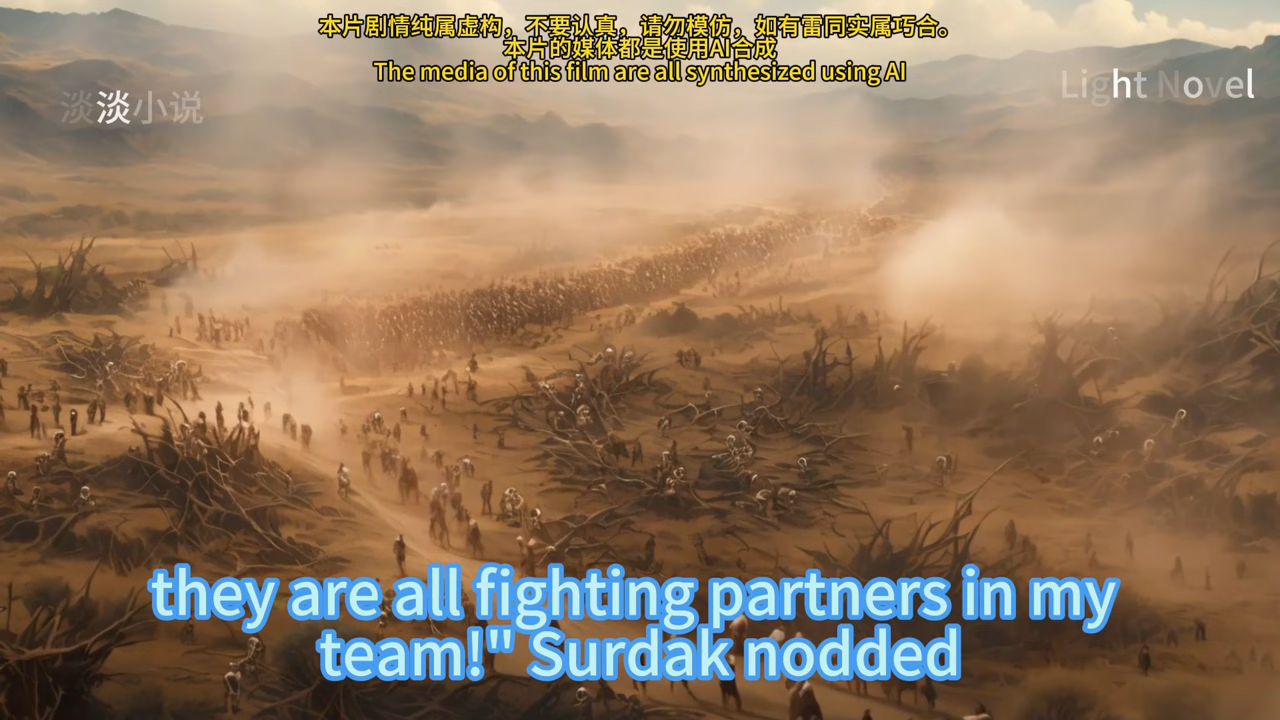 本片剧情纯属虚构，不要认真，请勿模仿，如有雷同实属巧合。
本片的媒体都是使用AI合成
The media of this film are all synthesized using AI
淡淡小说
Light Novel
they are all fighting partners in my
team!" Surdak nodded